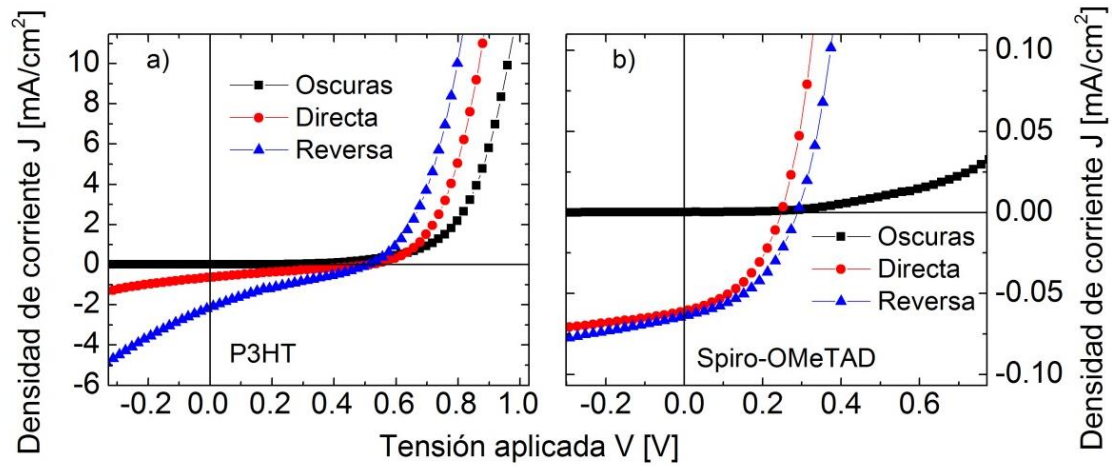 Densidad de corriente J [mA/cm²]
10
8
6
4
2
0
-2
-4
-6
a)
Oscuras
Directa
Reversa
P3HT
-0.2 0.0 0.2 0.4 0.6 0.8 1.0
b)
Oscuras
Directa
Reversa
Spiro-OMeTAD
-0.2 0.0 0.2 0.4 0.6
0.10
0.05
0.00
-0.05
-0.10
Densidad de corriente J [mA/cm²]
Tensión aplicada V [V]